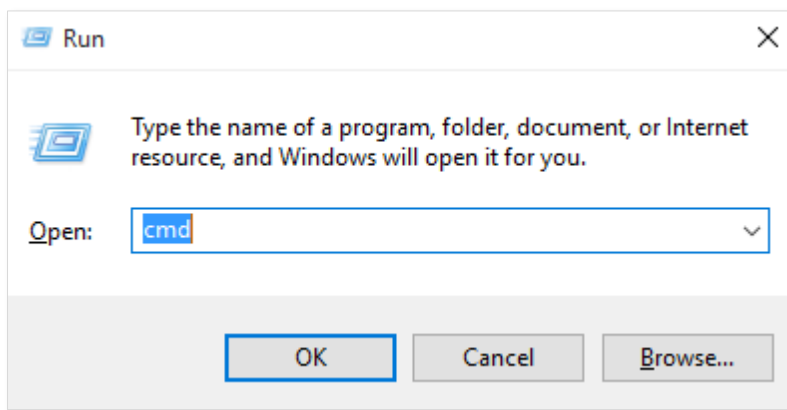 Run
Type the name of a program, folder, document, or Internet
resource, and Windows will open it for you.
Open: cmd
OK Cancel Browse...